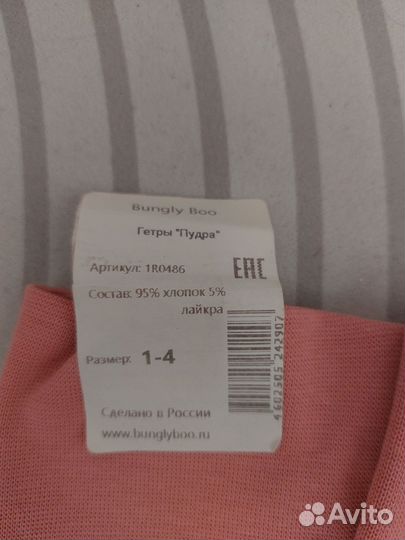 Bungly Boo
Гетры "Пудра"
Артикул: 1R0486
EAC
Состав: 95% хлопок 5%
лайкра
Размер: 1-4
4602505242907
Сделано в России
www.bunglyboo.ru
Avito